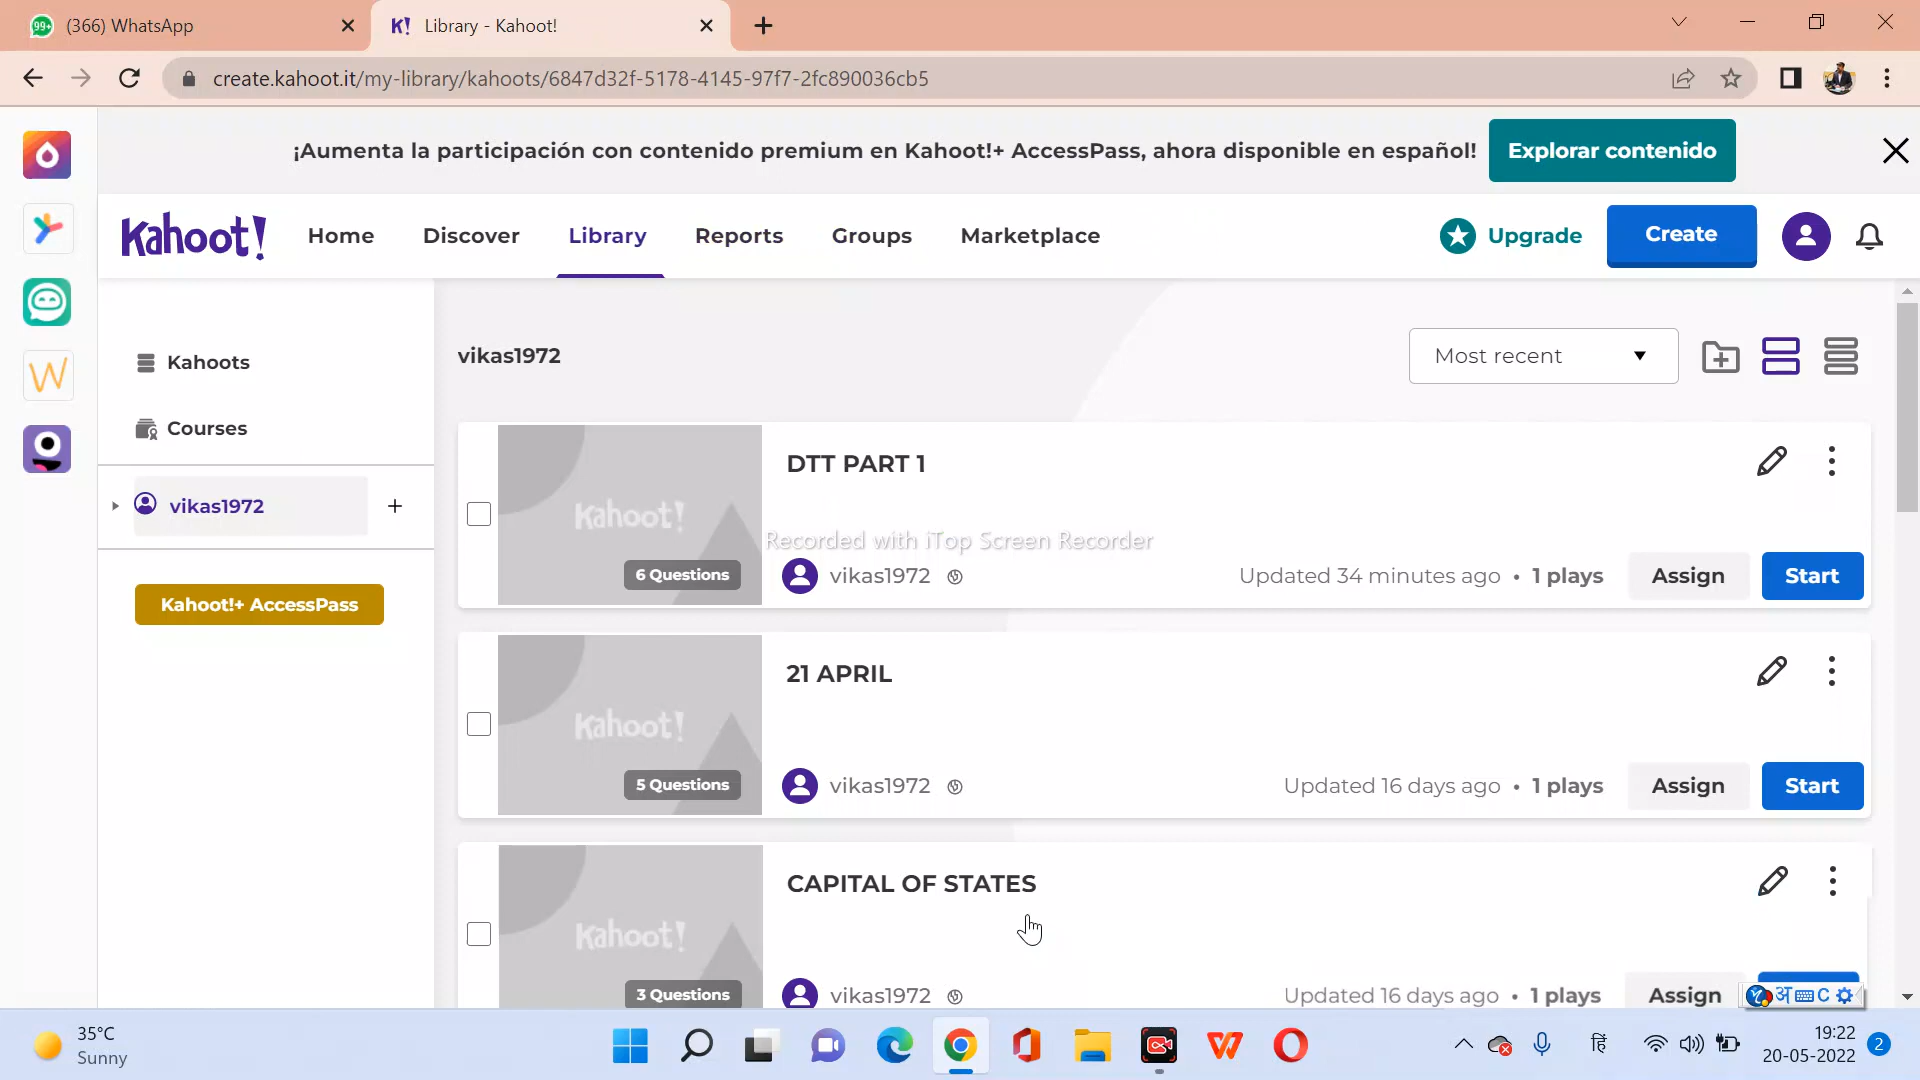 (366) WhatsApp
Library - Kahoot!
create.kahoot.it/my-library/kahoots/6847d32f-5178-4145-97f7-2fc890036cb5
¡Aumenta la participación con contenido premium en Kahoot!+ AccessPass, ahora disponible en español!
Explorar contenido
Kahoot!
Home
Discover
Library
Reports
Groups
Marketplace
Upgrade
Create
Kahoots
Courses
vikas1972
Kahoot!+ AccessPass
vikas1972
Most recent
DTT PART 1
Kahoot!
Recorded with iTop Screen Recorder
6 Questions
vikas1972
Updated 34 minutes ago • 1 plays
Assign
Start
21 APRIL
Kahoot!
5 Questions
vikas1972
Updated 16 days ago • 1 plays
Assign
Start
CAPITAL OF STATES
Kahoot!
3 Questions
vikas1972
Updated 16 days ago • 1 plays
Assign
अ C
35°C
Sunny
हिं
19:22
20-05-2022
2